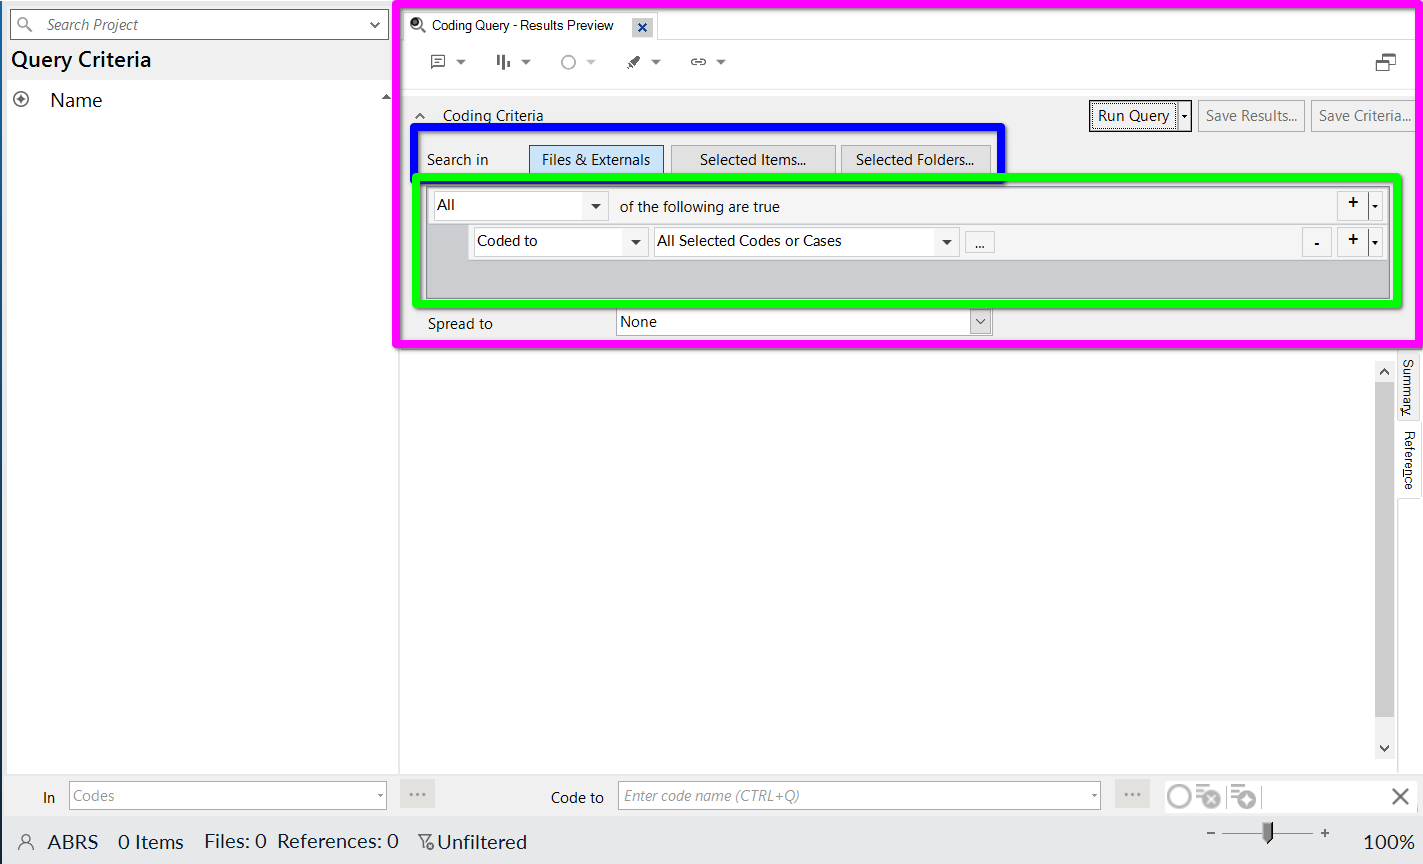 Search Project
Query Criteria
Name
Coding Query - Results Preview
Coding Criteria
Run Query
Save Results...
Save Criteria...
Search in
Files & Externals
Selected Items...
Selected Folders...
All
of the following are true
+
Coded to
All Selected Codes or Cases
...
-
+
Spread to
None
Summary
Reference
In
Codes
...
Code to
Enter code name (CTRL+Q)
...
ABRS
0 Items
Files: 0
References: 0
Unfiltered
100%